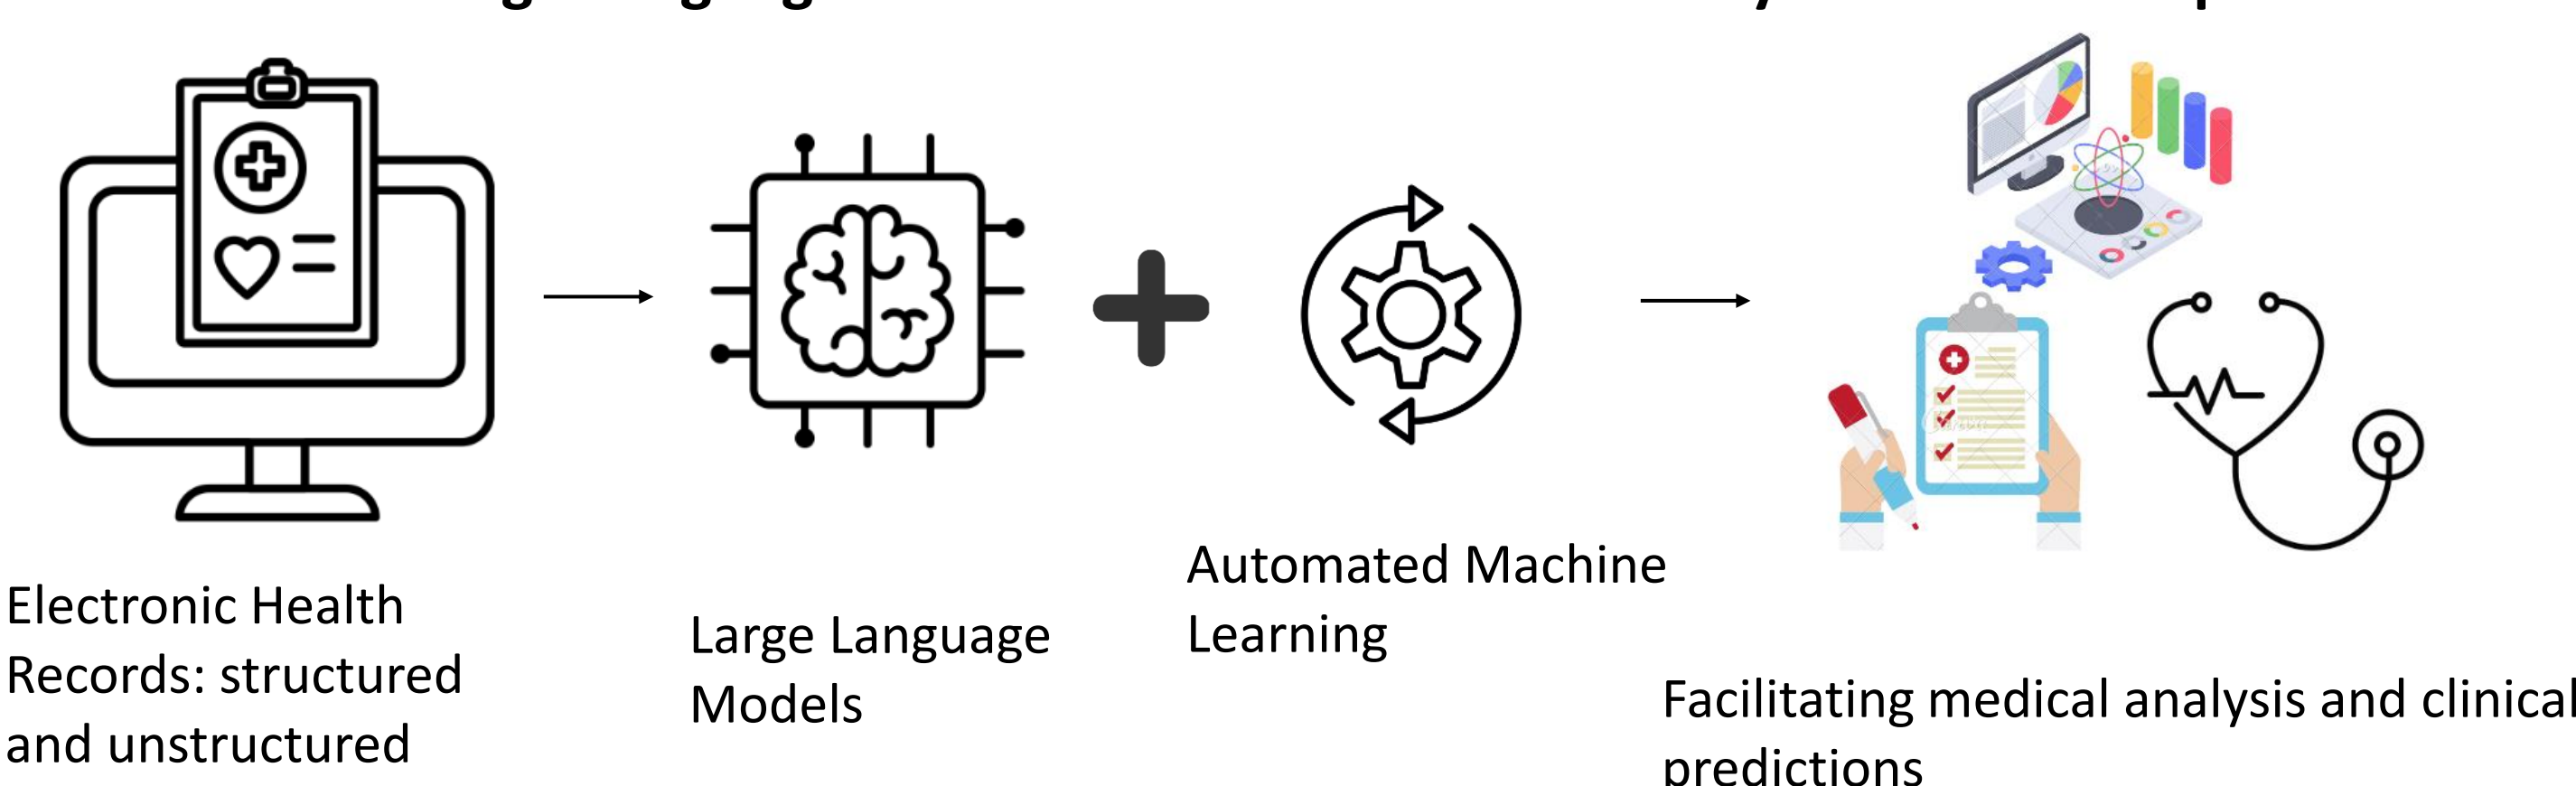 Electronic Health
Records: structured
and unstructured
Large Language
Models
Automated Machine
Learning
Facilitating medical analysis and clinical
predictions